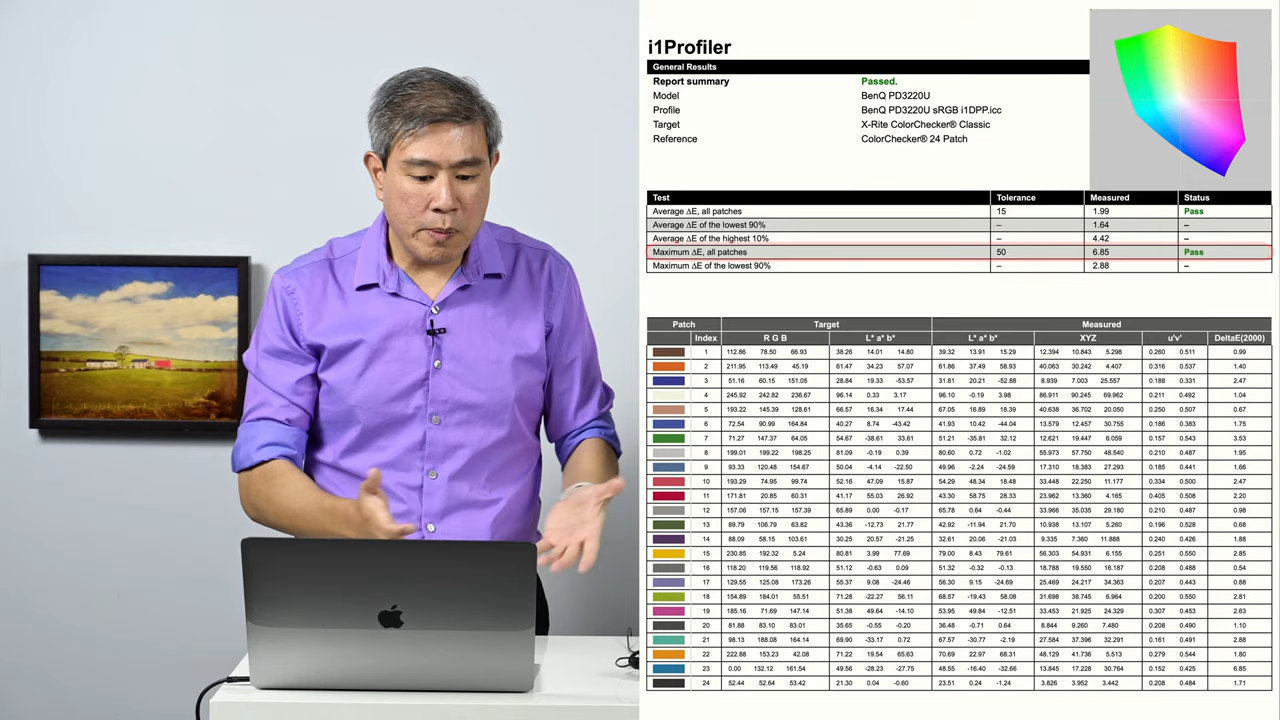 i1Profiler
General Results
Report summary Passed.
Model BenQ PD3220U
Profile BenQ PD3220U sRGB i1DPP.icc
Target X-Rite ColorChecker® Classic
Reference ColorChecker® 24 Patch
Test Tolerance Measured Status
Average ΔE, all patches 15 1.99 Pass
Average ΔE of the lowest 90% – 1.64 –
Average ΔE of the highest 10% – 4.42 –
Maximum ΔE, all patches 50 6.85 Pass
Maximum ΔE of the lowest 90% – 2.88 –
Patch Target Measured
Index R G B L* a* b* L* a* b* XYZ u'v' DeltaE(2000)
1 112.86 78.50 66.93 38.26 14.01 14.80 39.32 13.91 15.29 12.394 10.843 5.298 0.260 0.511 0.99
2 211.95 113.49 45.19 61.47 34.23 57.07 61.86 37.49 58.93 40.063 30.242 4.407 0.316 0.537 1.40
3 51.16 60.15 151.05 28.84 19.33 -53.57 31.81 20.21 -52.88 8.939 7.003 25.557 0.188 0.331 2.47
4 245.92 242.82 236.67 96.14 0.33 3.17 96.10 -0.19 3.98 86.911 90.245 69.962 0.211 0.492 1.04
5 193.22 145.39 128.61 66.57 16.34 17.44 67.05 16.89 18.39 40.638 36.702 20.050 0.250 0.507 0.67
6 72.54 90.99 164.84 40.27 8.74 -43.42 41.93 10.42 -44.04 13.579 12.457 30.755 0.186 0.383 1.75
7 71.27 147.37 64.05 54.67 -38.61 33.61 51.21 -35.81 32.12 12.621 19.447 6.059 0.157 0.543 3.53
8 199.01 199.22 198.25 81.09 -0.19 0.39 80.60 0.72 -1.02 55.973 57.750 48.540 0.210 0.487 1.95
9 93.33 120.48 154.67 50.04 -4.14 -22.50 49.96 -2.24 -24.59 17.310 18.383 27.293 0.185 0.441 1.66
10 193.29 74.95 99.74 52.16 47.09 15.87 54.29 48.34 18.48 33.448 22.250 11.177 0.334 0.500 2.47
11 171.81 20.85 60.31 41.17 55.03 26.92 43.30 58.75 28.33 23.962 13.360 4.165 0.405 0.508 2.20
12 157.06 157.15 157.39 65.89 0.00 -0.17 65.78 0.64 -0.44 33.966 35.035 29.180 0.210 0.487 0.98
13 89.79 106.79 63.82 43.36 -12.73 21.77 42.92 -11.94 21.70 10.938 13.107 5.260 0.196 0.528 0.68
14 88.09 58.15 103.61 30.25 20.57 -21.25 32.61 20.06 -21.03 9.335 7.360 11.888 0.240 0.426 1.88
15 230.85 192.32 5.24 80.81 3.99 77.69 79.00 8.43 79.61 56.303 54.931 6.155 0.251 0.550 2.85
16 118.20 119.56 118.92 51.12 -0.63 0.09 51.32 -0.32 -0.13 18.788 19.550 16.187 0.208 0.488 0.54
17 129.55 125.08 173.26 55.37 9.08 -24.46 56.30 9.15 -24.69 25.469 24.217 34.363 0.207 0.443 0.88
18 154.89 184.01 55.51 71.28 -22.27 56.11 68.57 -19.43 58.08 31.698 38.745 6.964 0.200 0.550 2.81
19 185.16 71.69 147.14 51.38 49.64 -14.10 53.95 49.84 -12.51 33.453 21.925 24.329 0.307 0.453 2.63
20 81.88 83.10 83.01 35.65 -0.55 -0.20 36.48 -0.71 0.64 8.844 9.260 7.480 0.208 0.490 1.10
21 98.13 188.08 164.14 69.90 -33.17 0.72 67.57 -30.77 -2.19 27.584 37.396 32.291 0.161 0.491 2.88
22 222.88 153.23 42.08 71.22 19.54 65.63 70.69 22.97 68.31 48.129 41.736 5.513 0.279 0.544 1.80
23 0.00 132.12 161.54 49.56 -28.23 -27.75 48.55 -16.40 -32.66 13.845 17.228 30.764 0.152 0.425 6.85
24 52.44 52.64 53.42 21.30 0.04 -0.60 23.51 0.24 -1.24 3.826 3.952 3.442 0.208 0.484 1.71